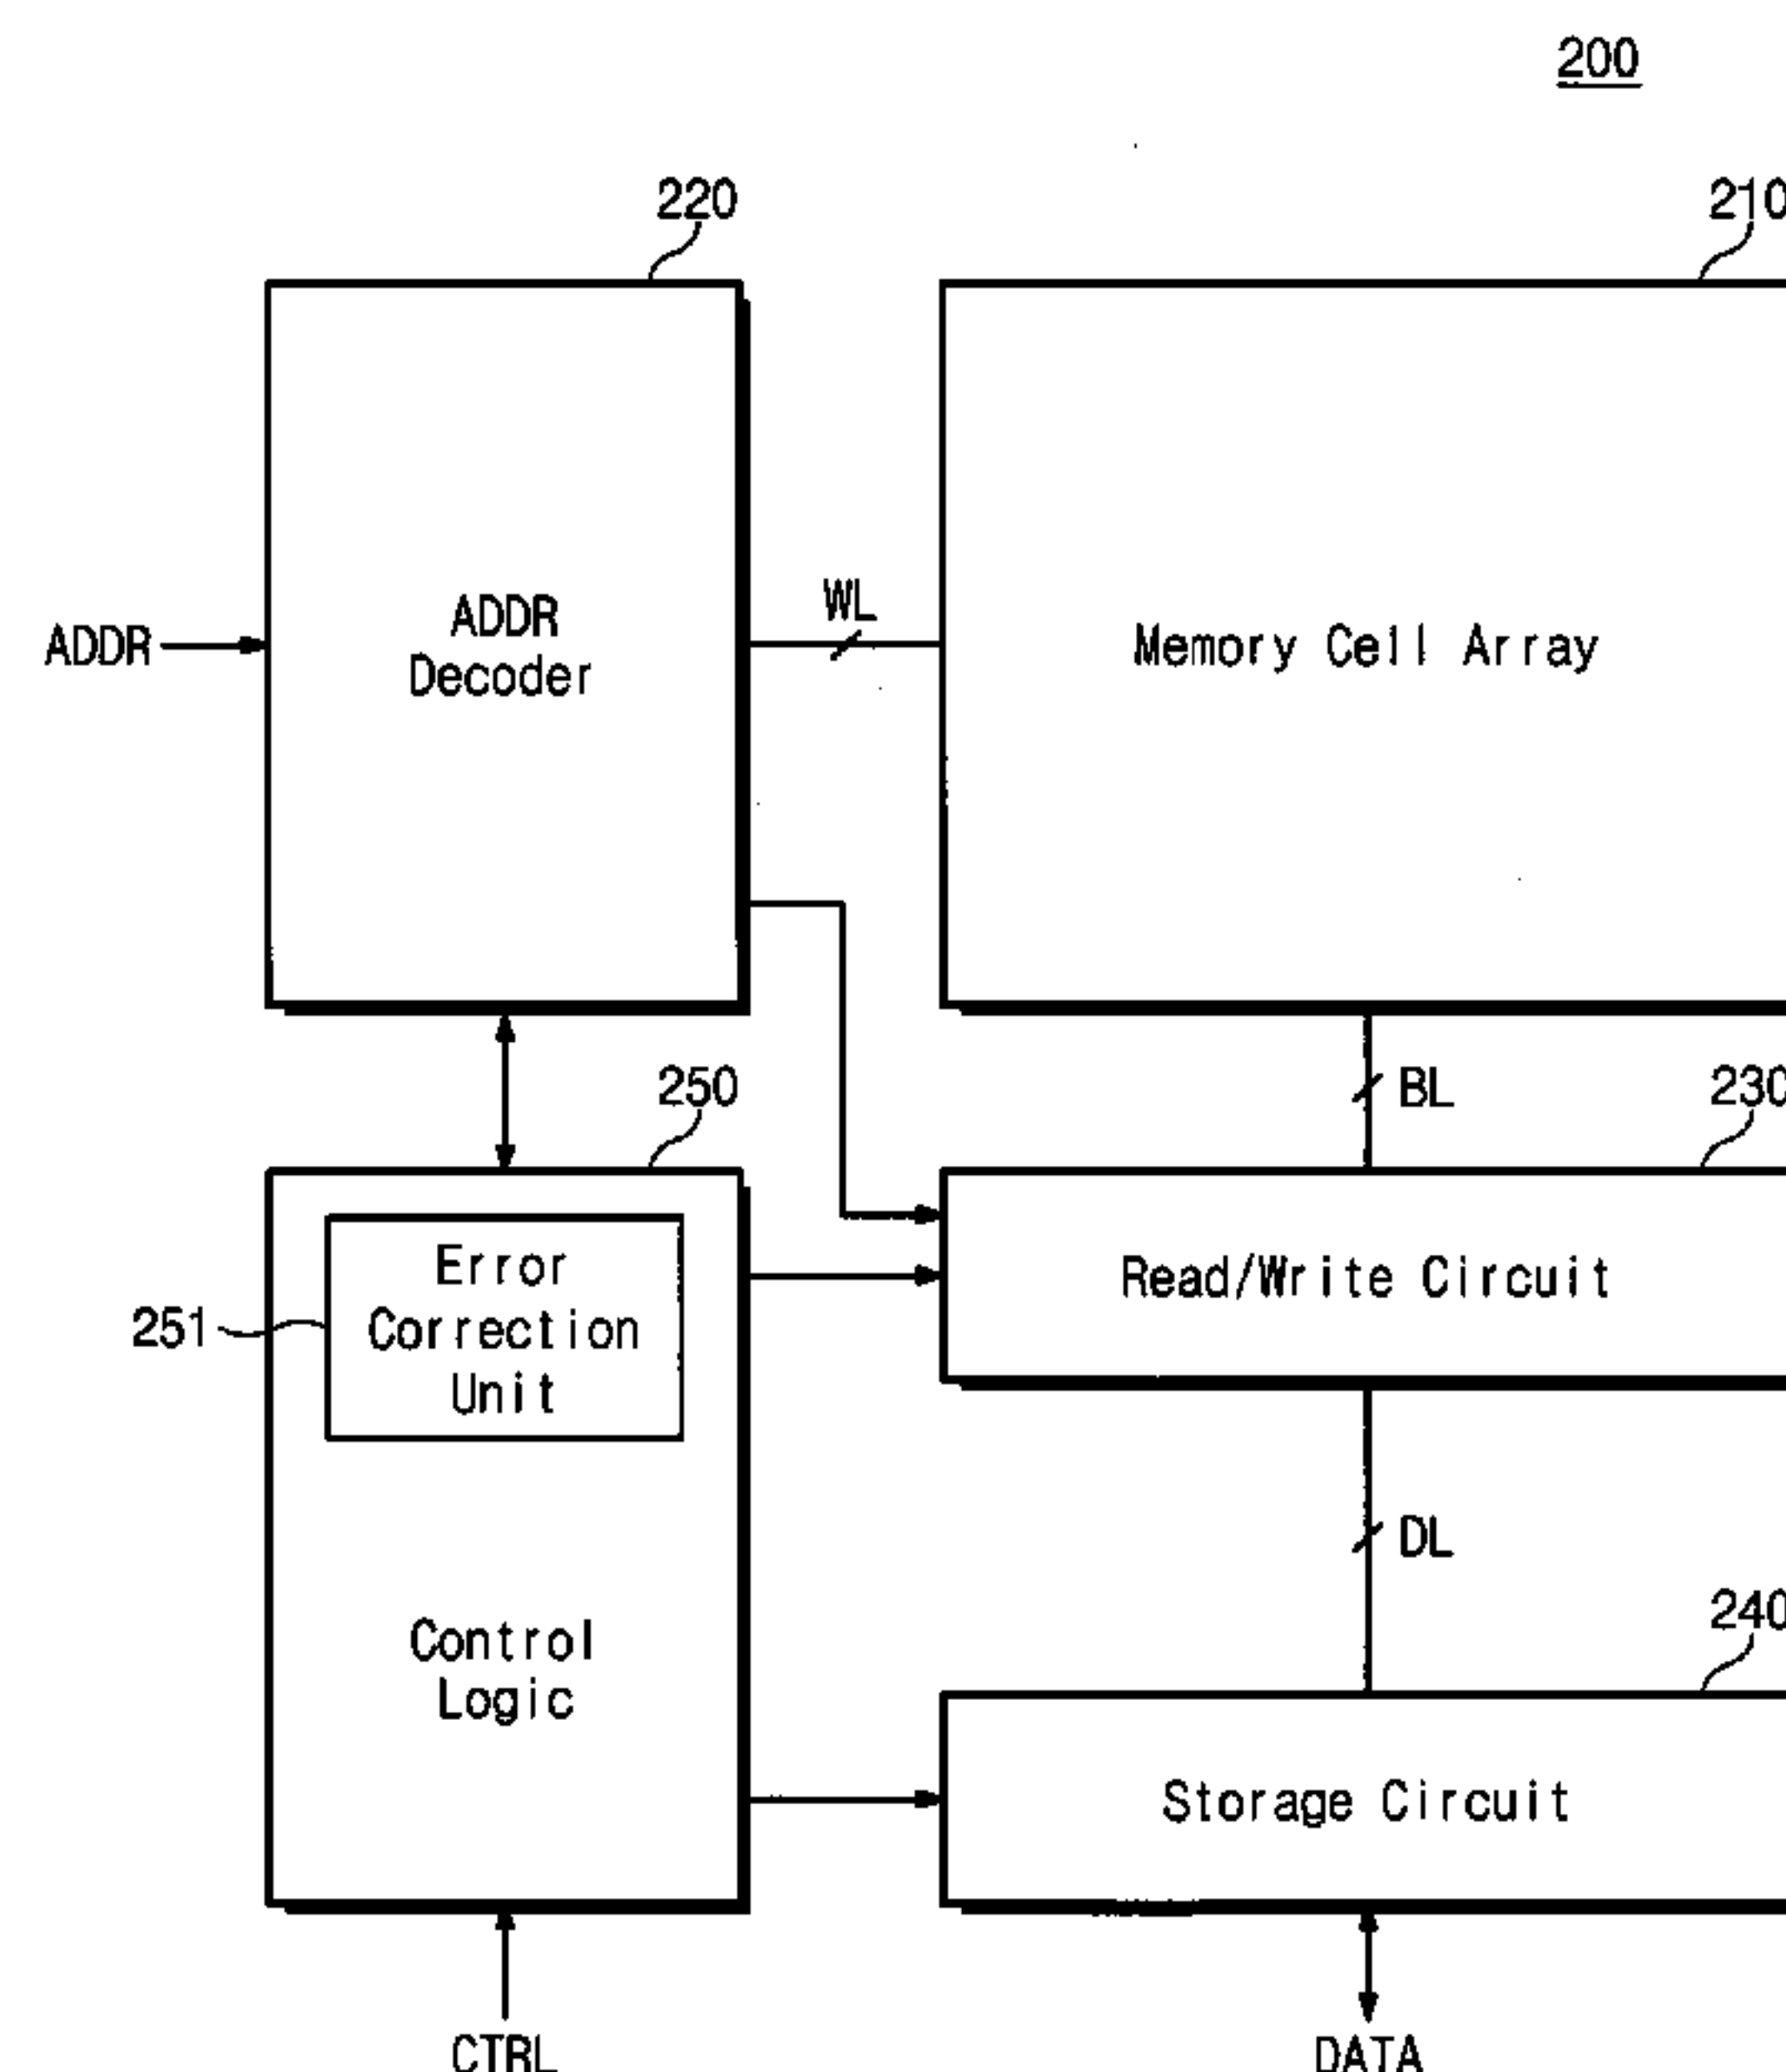 200
220
210
ADDR
ADDR
Decoder
WL
Memory Cell Array
250
BL
230
Error
Correction
Unit
251
Read/Write Circuit
DL
240
Control
Logic
Storage Circuit
CTRL
DATA